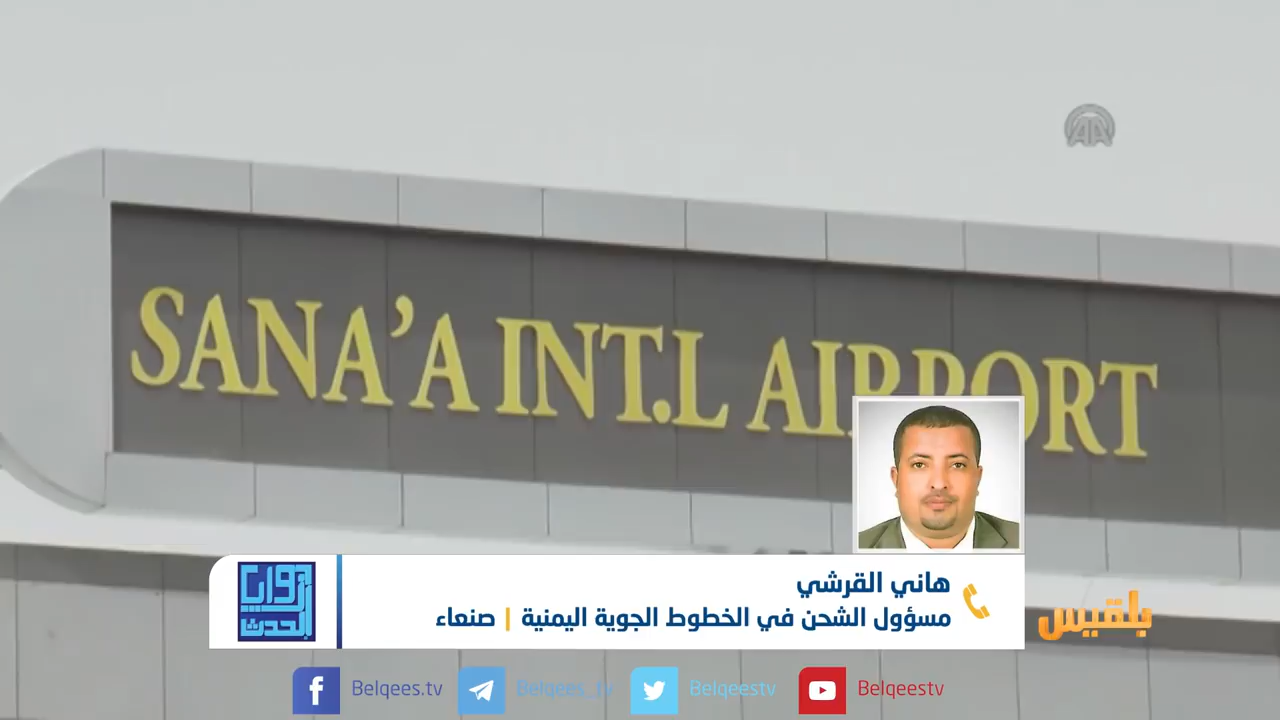 AA
SANA'A INT.L AIRPORT
هاني القرشي
مسؤول الشحن في الخطوط الجوية اليمنية | صنعاء
زوايا الحدث
بلقيس
Belqees.tv
Belqees_tv
Belqeestv
Belqeestv